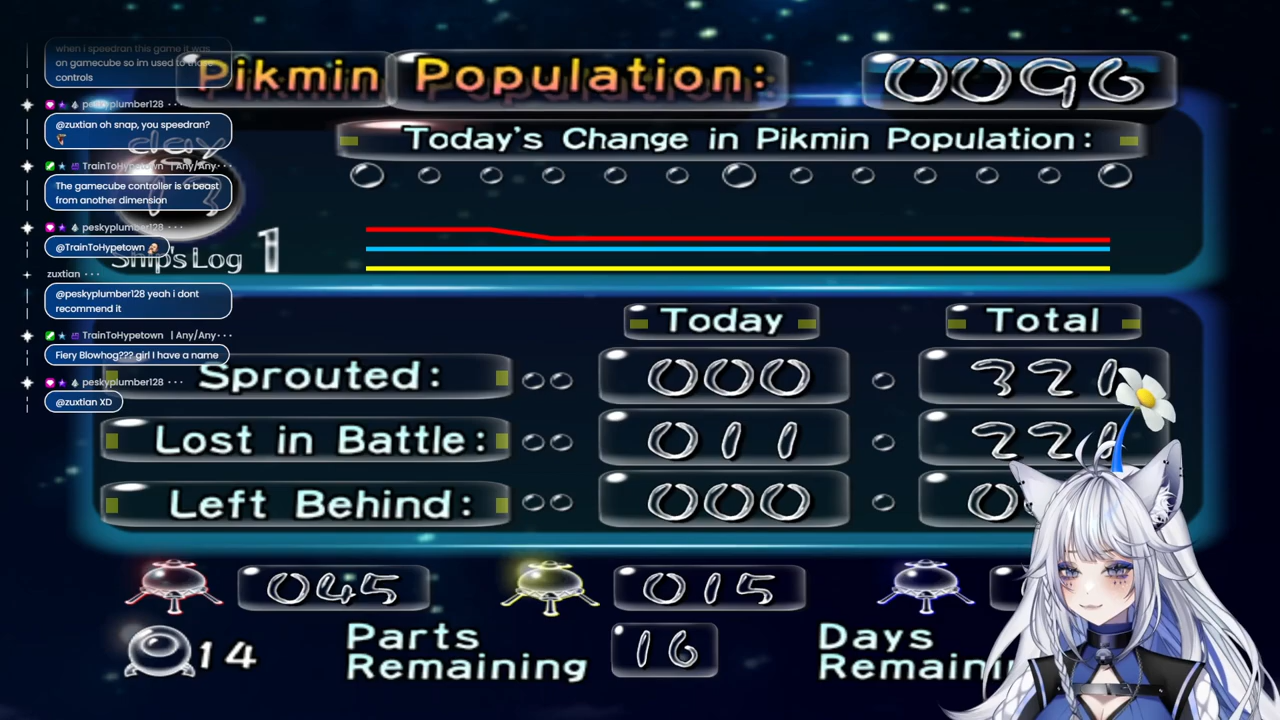 when i speedran this game it was
on gamecube so im used to those
controls
peskyplumber128
@zuxtian oh snap, you speedran?
TrainToHypetown | Any/Any
The gamecube controller is a beast
from another dimension
peskyplumber128
@TrainToHypetown
zuxtian
@peskyplumber128 yeah i dont
recommend it
TrainToHypetown | Any/Any
Fiery Blowhog??? girl I have a name
peskyplumber128
@zuxtian XD
Pikmin Population: 0096
Today's Change in Pikmin Population:
day
13
Ship's Log 1
Today Total
Sprouted: 000 321
Lost in Battle: 011
Left Behind: 000
045 015
14 Parts
Remaining 16 Days